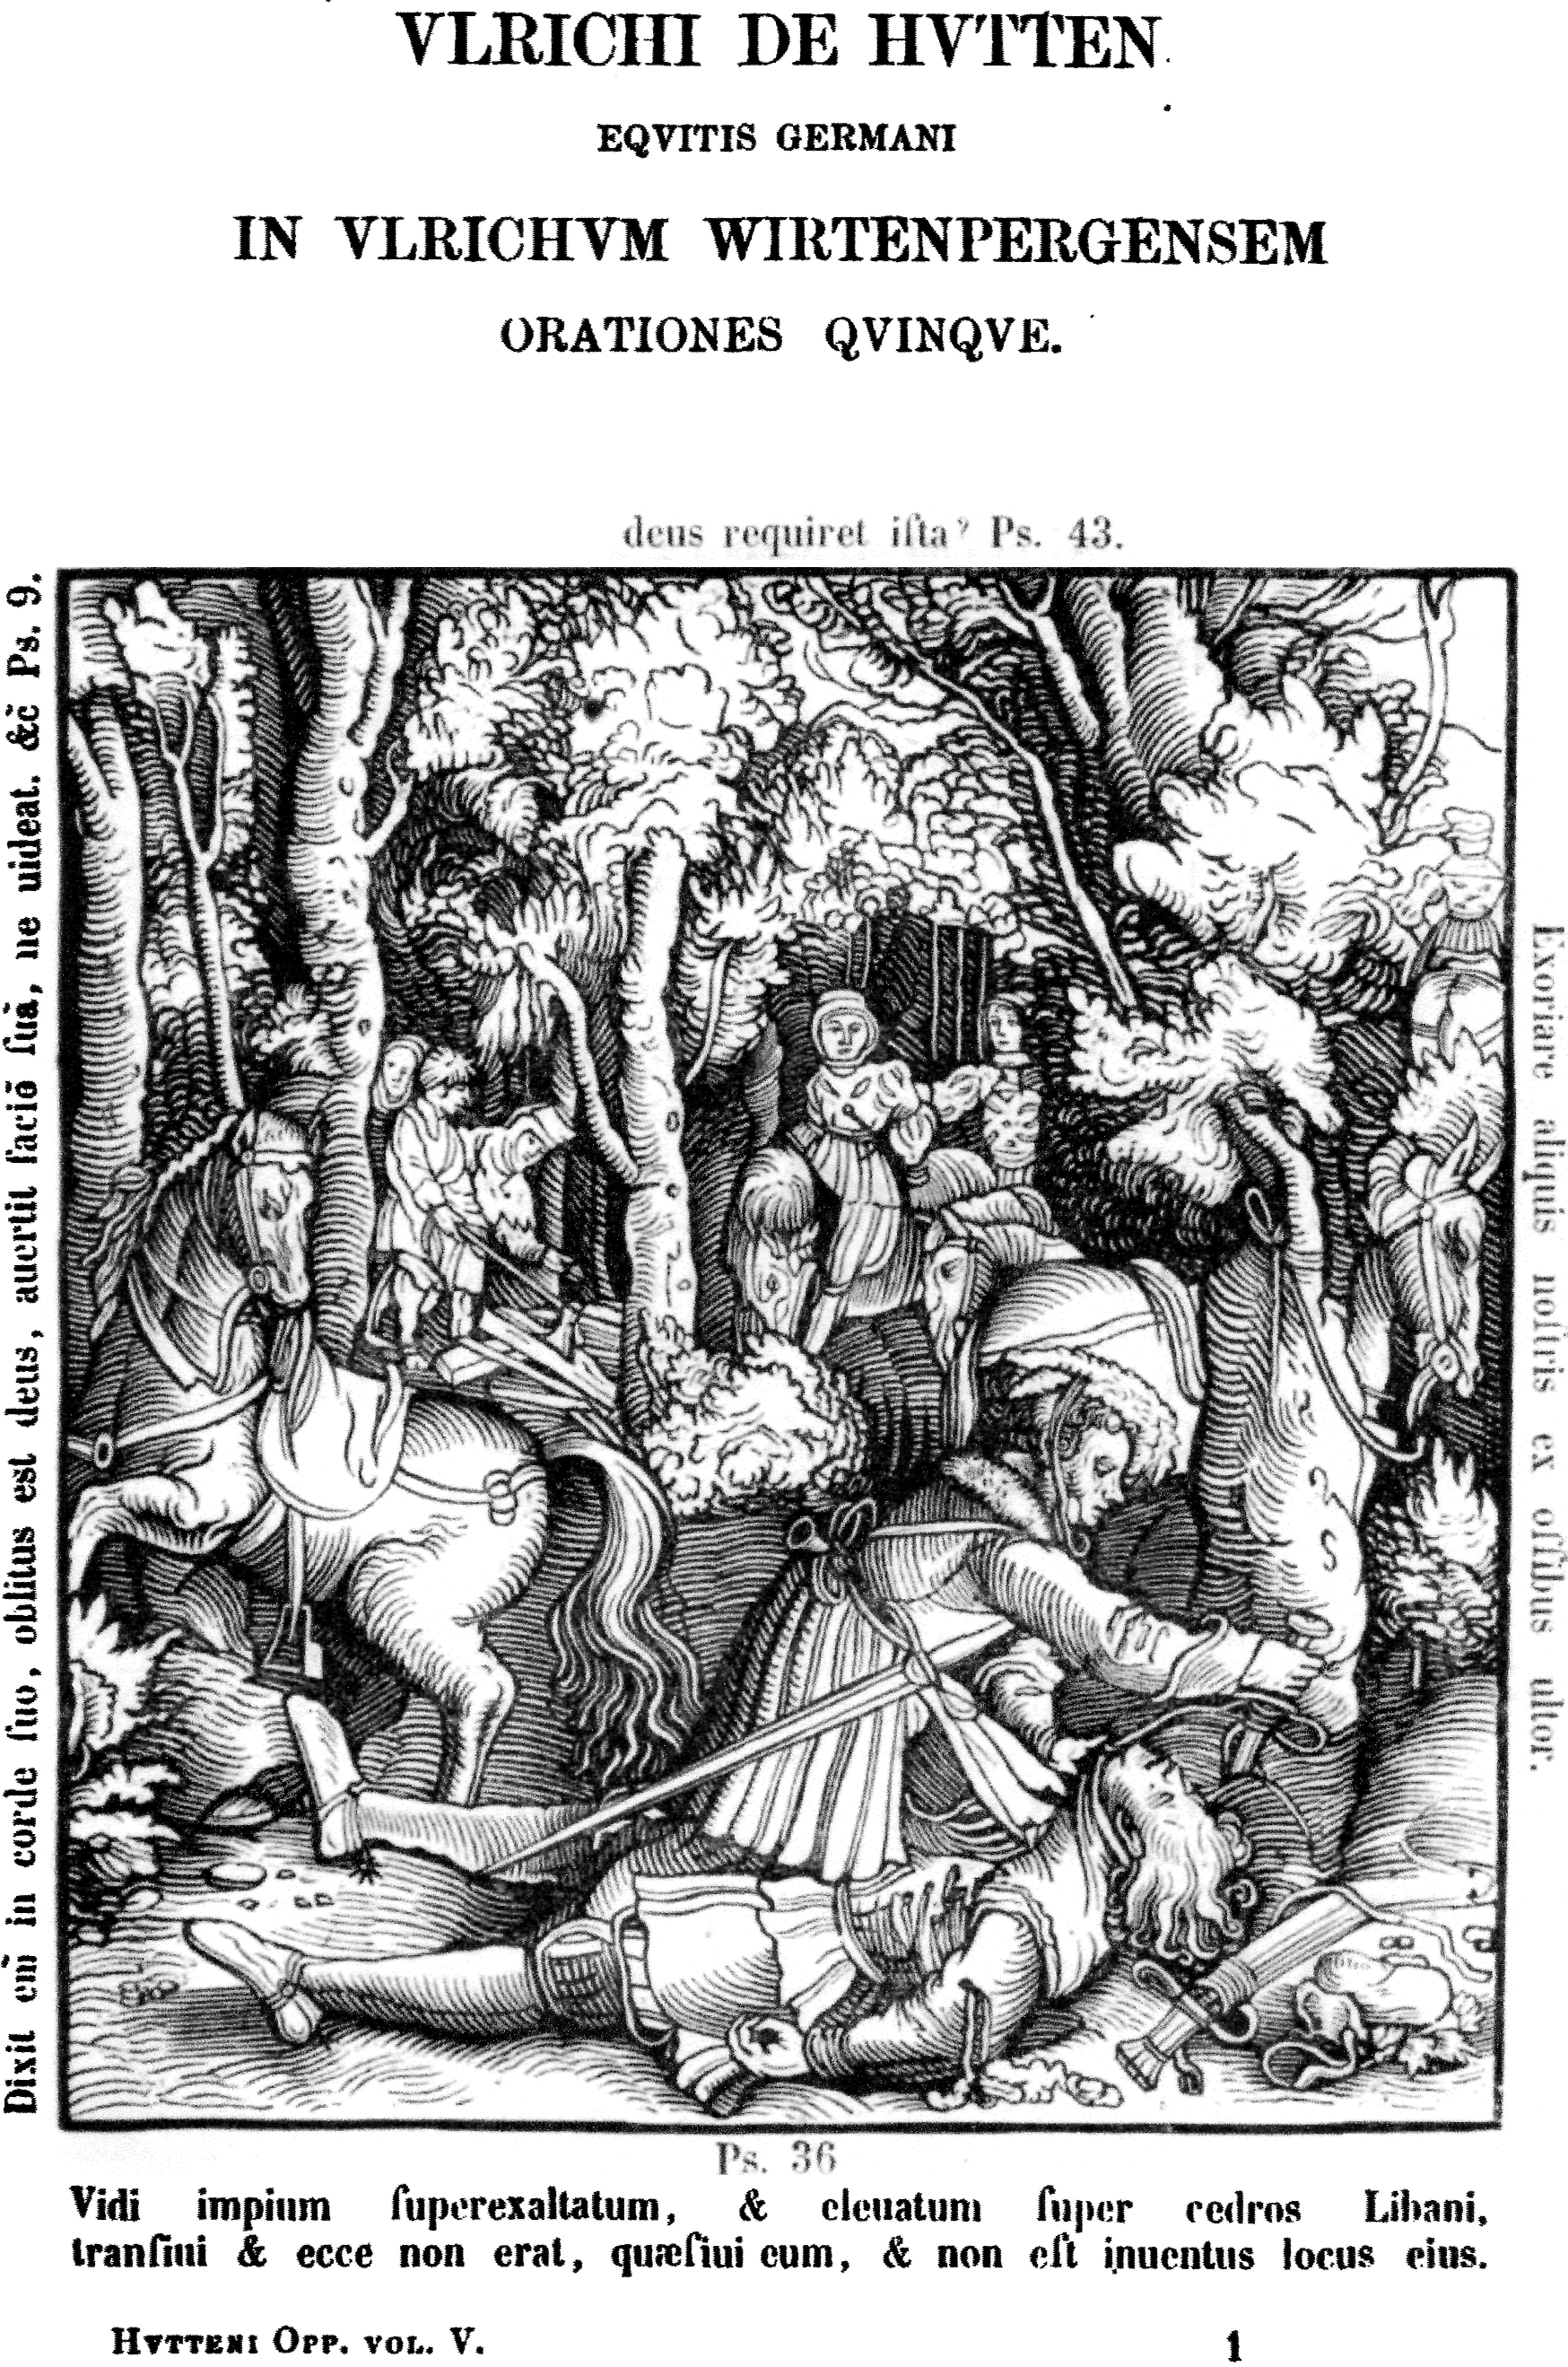 VLRICHI DE HVTTEN
EQVITIS GERMANI
IN VLRICHVM WIRTENPERGENSEM
ORATIONES QVINQVE.
deus requiret iſta? Ps. 43.
Dixit em̄ in corde ſuo, oblitus est deus, auertit faciē ſuā, ne uideat. &c̄ Ps. 9.
Exoriare aliquis noſtris ex oſſibus ultor.
Ps. 36
Vidi impium ſuperexaltatum, & eleuatum ſuper cedros Libani,
tranſiui & ecce non erat, quæſiui eum, & non eſt inuentus locus eius.
HVTTENI OPP. VOL. V. 1